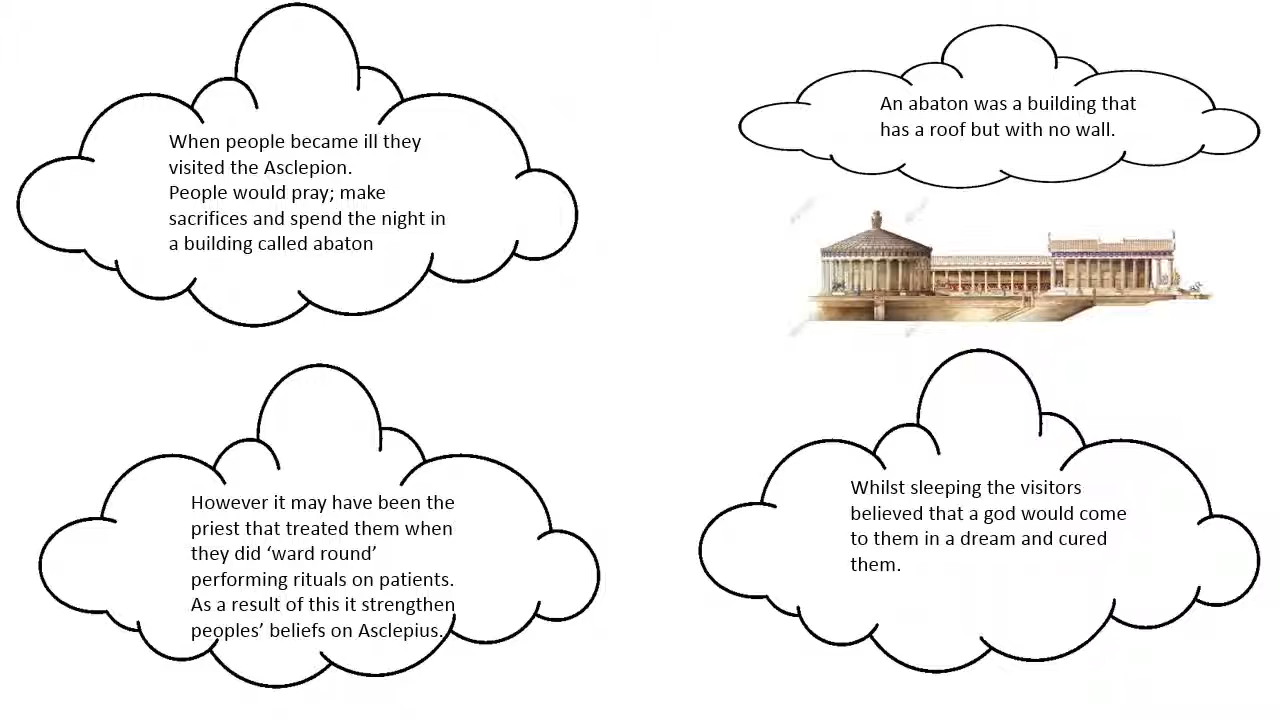 When people became ill they
visited the Asclepion.
People would pray; make
sacrifices and spend the night in
a building called abaton
An abaton was a building that
has a roof but with no wall.
However it may have been the
priest that treated them when
they did ‘ward round’
performing rituals on patients.
As a result of this it strengthen
peoples’ beliefs on Asclepius.
Whilst sleeping the visitors
believed that a god would come
to them in a dream and cured
them.